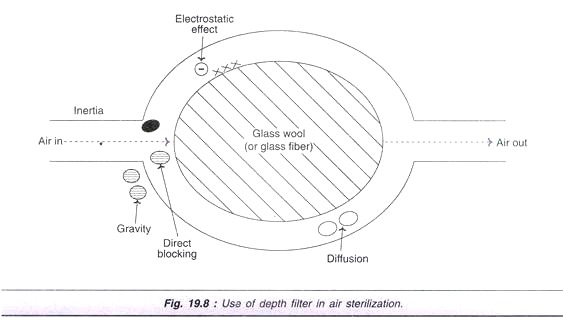 Electrostatic
effect
Inertia
Air in
Glass wool
(or glass fiber)
Air out
Gravity
Direct
blocking
Diffusion
Fig. 19.8 : Use of depth filter in air sterilization.